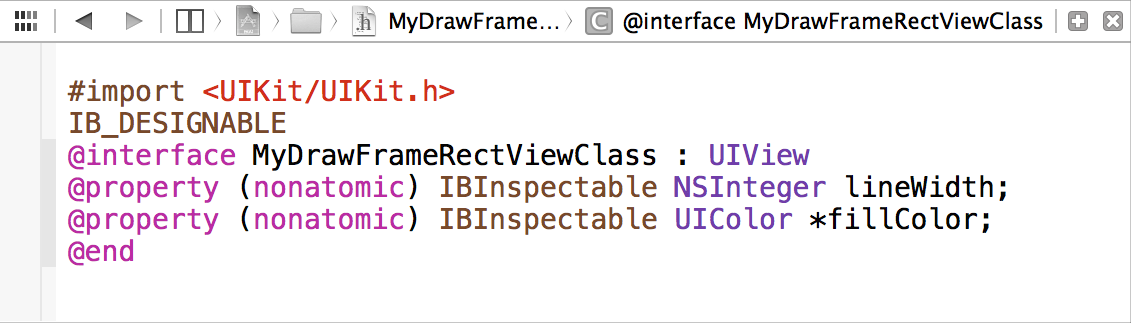 MyDrawFrame... @interface MyDrawFrameRectViewClass
#import <UIKit/UIKit.h>
IB_DESIGNABLE
@interface MyDrawFrameRectViewClass : UIView
@property (nonatomic) IBInspectable NSInteger lineWidth;
@property (nonatomic) IBInspectable UIColor *fillColor;
@end